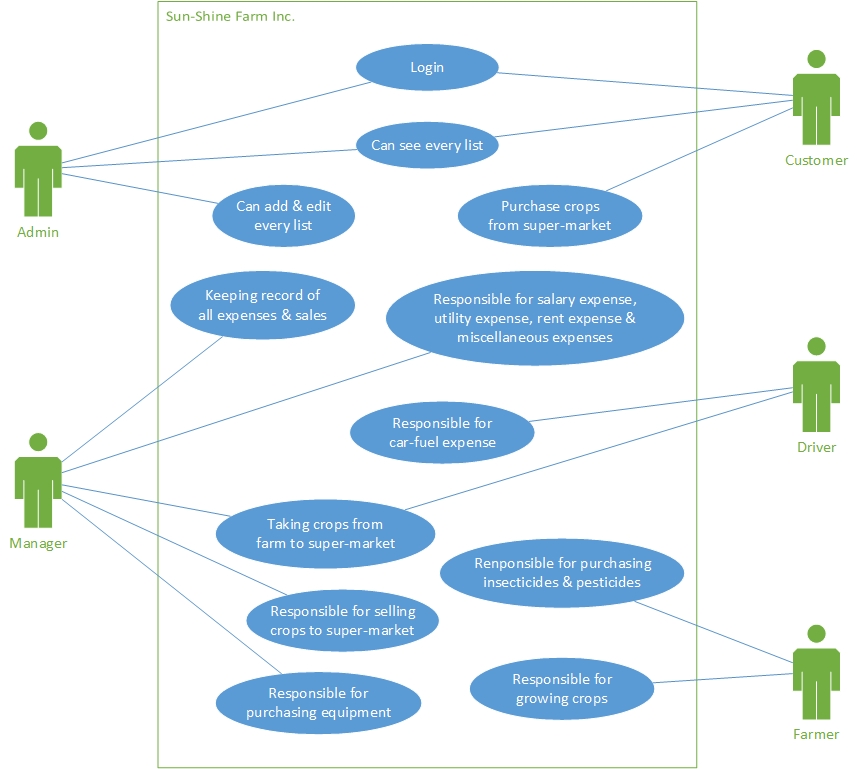 Sun-Shine Farm Inc.
Login
Customer
Can see every list
Admin
Can add & edit
every list
Purchase crops
from super-market
Keeping record of
all expenses & sales
Responsible for salary expense,
utility expense, rent expense &
miscellaneous expenses
Responsible for
car-fuel expense
Driver
Manager
Taking crops from
farm to super-market
Renponsible for purchasing
insecticides & pesticides
Responsible for selling
crops to super-market
Responsible for
purchasing equipment
Responsible for
growing crops
Farmer